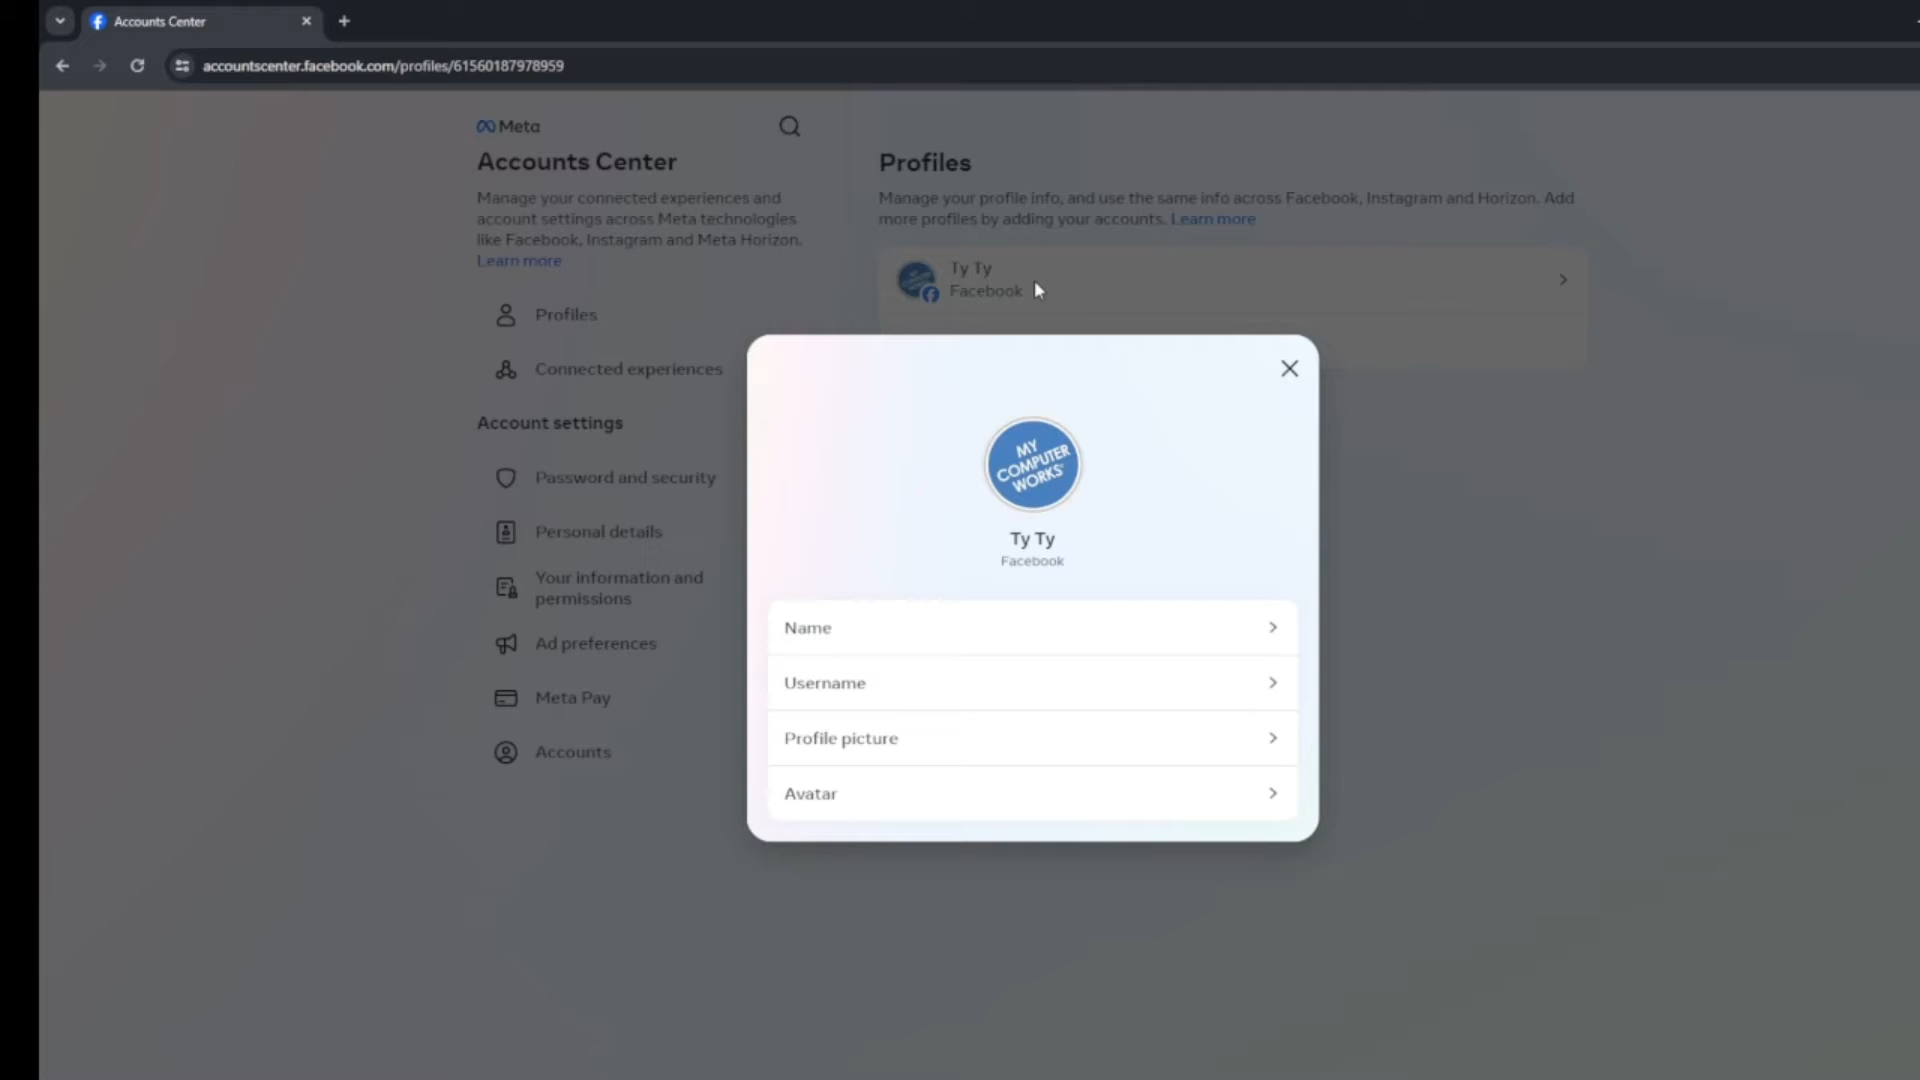 Accounts Center
accountscenter.facebook.com/profiles/61560187978959
Meta
Accounts Center
Manage your connected experiences and
account settings across Meta technologies
like Facebook, Instagram and Meta Horizon.
Learn more
Profiles
Connected experiences
Account settings
Password and security
Personal details
Your information and
permissions
Ad preferences
Meta Pay
Accounts
Profiles
Manage your profile info, and use the same info across Facebook, Instagram and Horizon. Add
more profiles by adding your accounts. Learn more
Ty Ty
Facebook
MY
COMPUTER
WORKS
Ty Ty
Facebook
Name
Username
Profile picture
Avatar